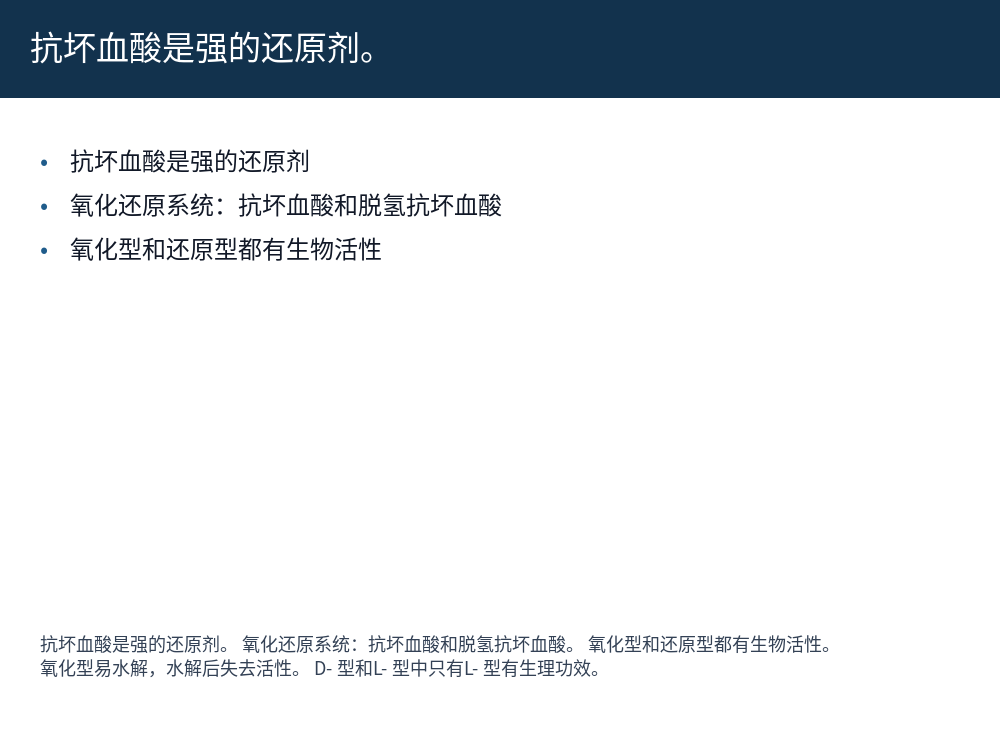 抗坏血酸是强的还原剂。
• 抗坏血酸是强的还原剂
• 氧化还原系统：抗坏血酸和脱氢抗坏血酸
• 氧化型和还原型都有生物活性
抗坏血酸是强的还原剂。 氧化还原系统：抗坏血酸和脱氢抗坏血酸。 氧化型和还原型都有生物活性。
氧化型易水解，水解后失去活性。 D- 型和L- 型中只有L- 型有生理功效。